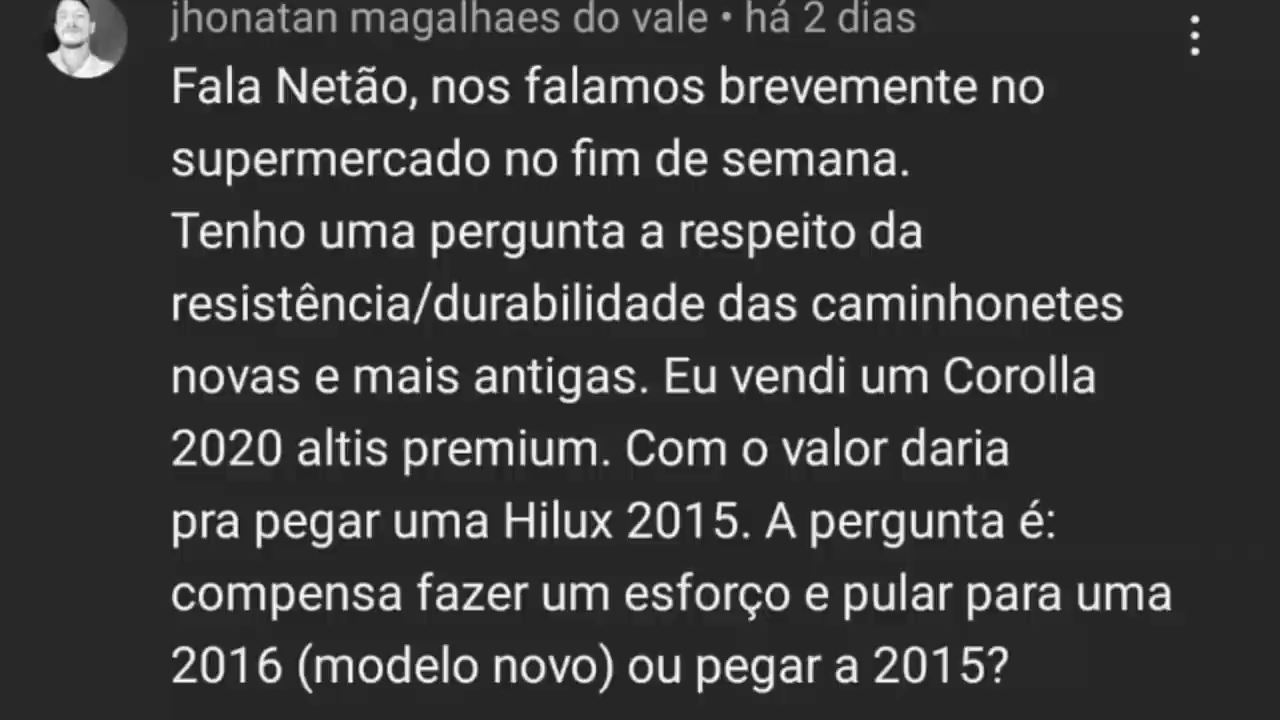 jhonatan magalhaes do vale • há 2 dias
Fala Netão, nos falamos brevemente no
supermercado no fim de semana.
Tenho uma pergunta a respeito da
resistência/durabilidade das caminhonetes
novas e mais antigas. Eu vendi um Corolla
2020 altis premium. Com o valor daria
pra pegar uma Hilux 2015. A pergunta é:
compensa fazer um esforço e pular para uma
2016 (modelo novo) ou pegar a 2015?